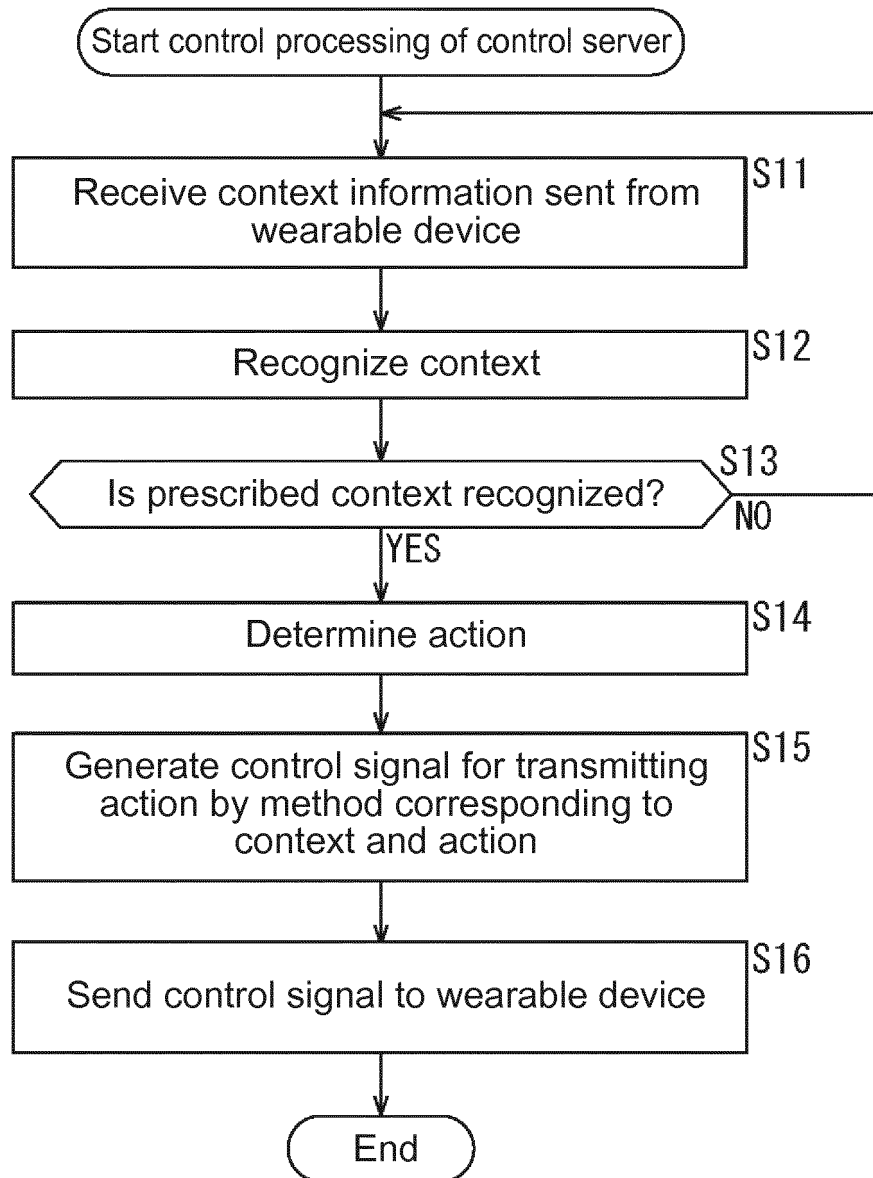 Start control processing of control server
S11
Receive context information sent from
wearable device
S12
Recognize context
S13
Is prescribed context recognized?
NO
YES
S14
Determine action
S15
Generate control signal for transmitting
action by method corresponding to
context and action
S16
Send control signal to wearable device
End